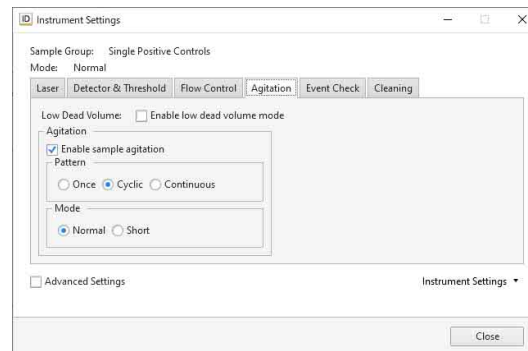 ID Instrument Settings
Sample Group: Single Positive Controls
Mode: Normal
Laser Detector & Threshold Flow Control Agitation Event Check Cleaning
Low Dead Volume: Enable low dead volume mode
Agitation
Enable sample agitation
Pattern
Once Cyclic Continuous
Mode
Normal Short
Advanced Settings Instrument Settings
Close